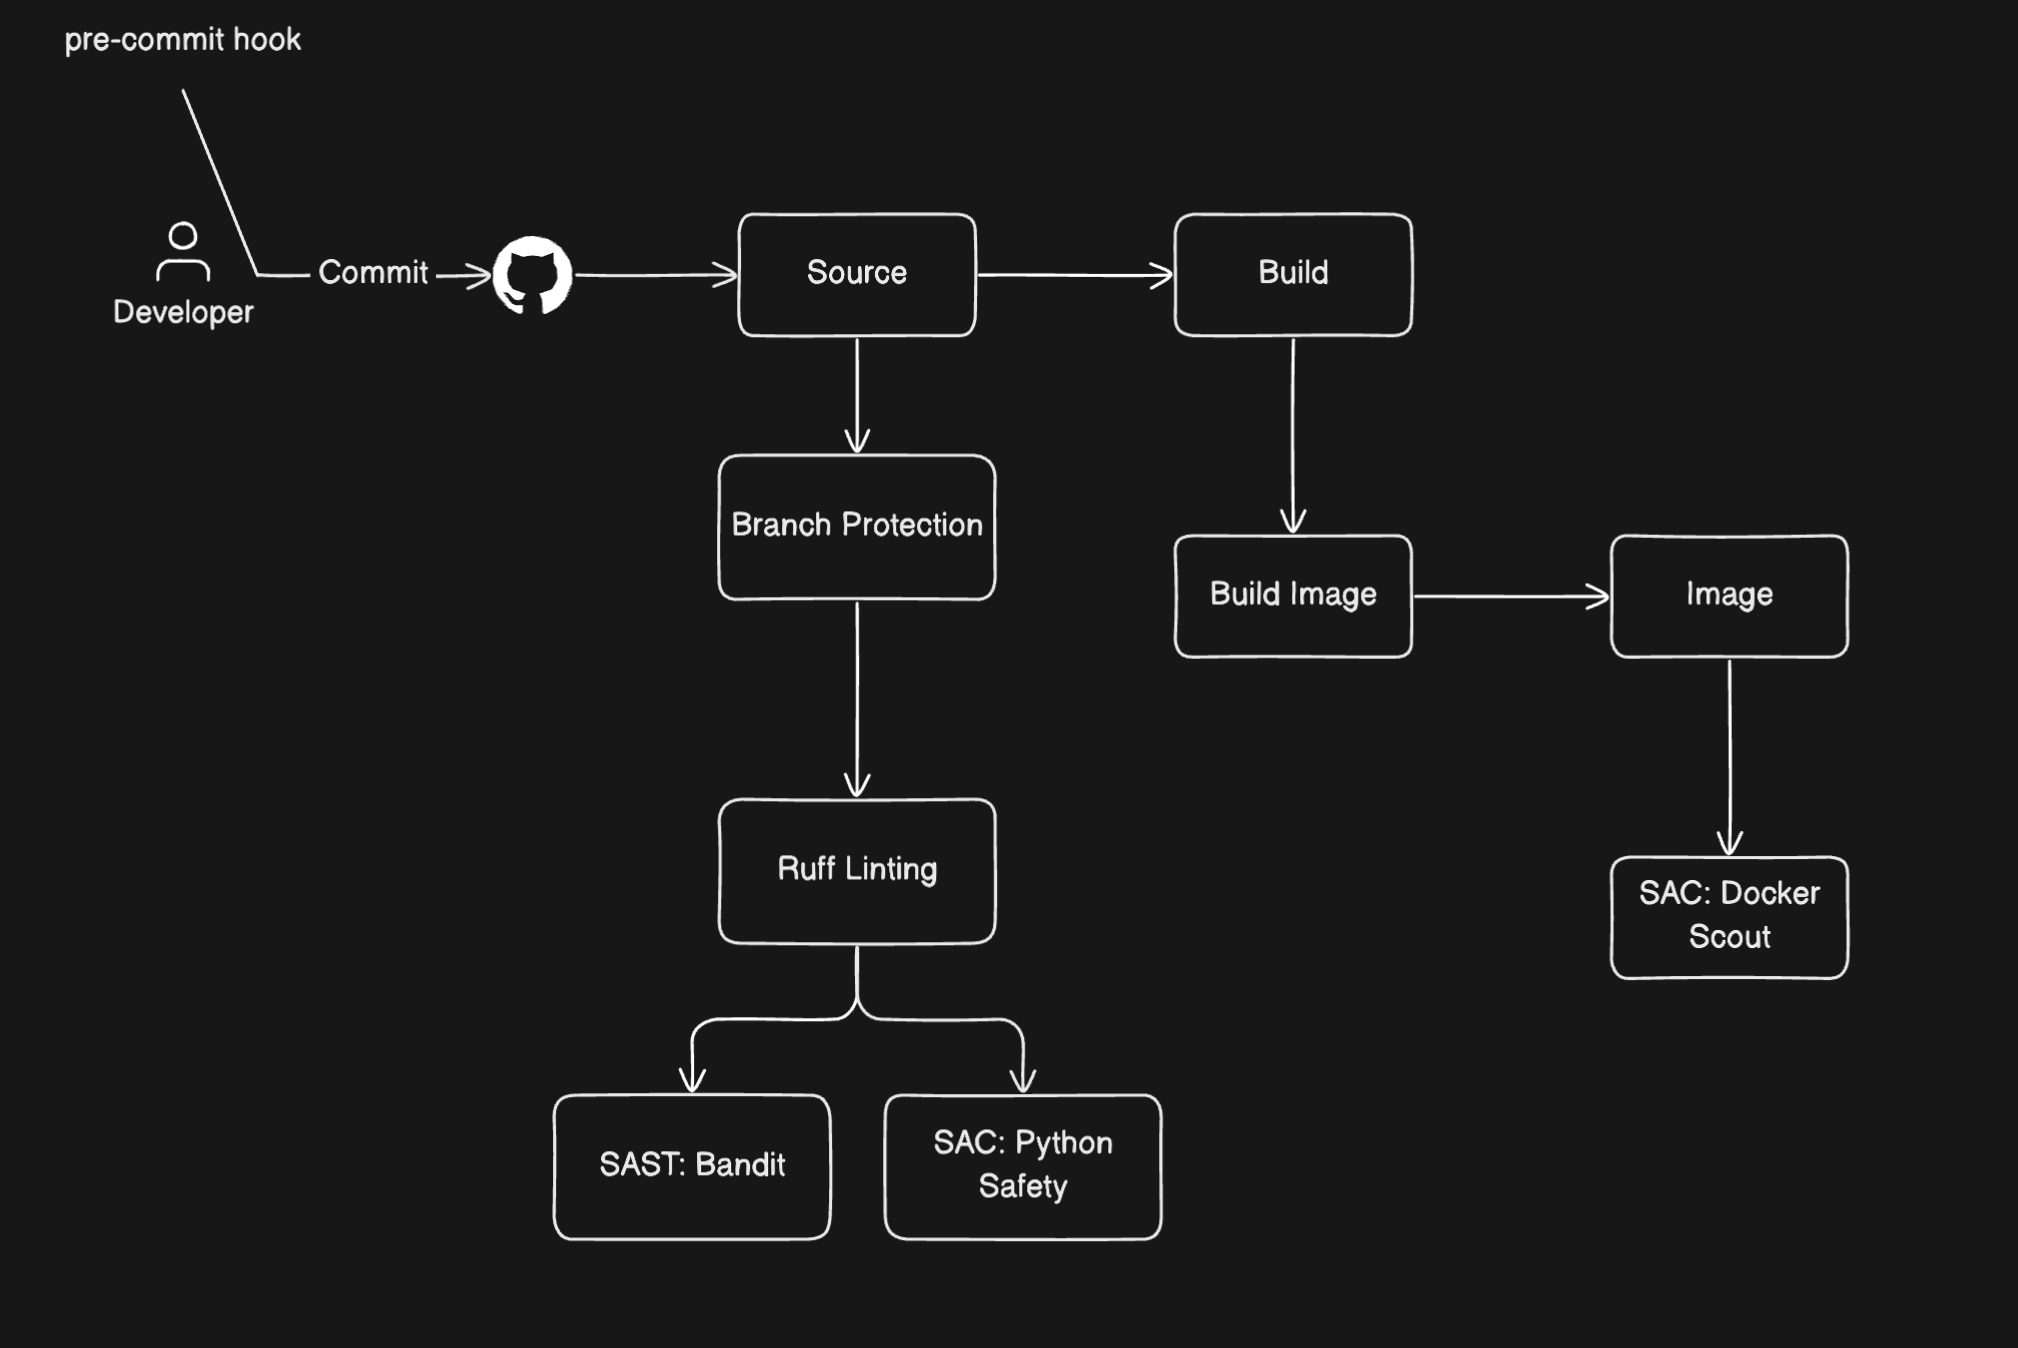 pre-commit hook
Developer
Commit
Source
Build
Branch Protection
Build Image
Image
Ruff Linting
SAC: Docker
Scout
SAST: Bandit
SAC: Python
Safety